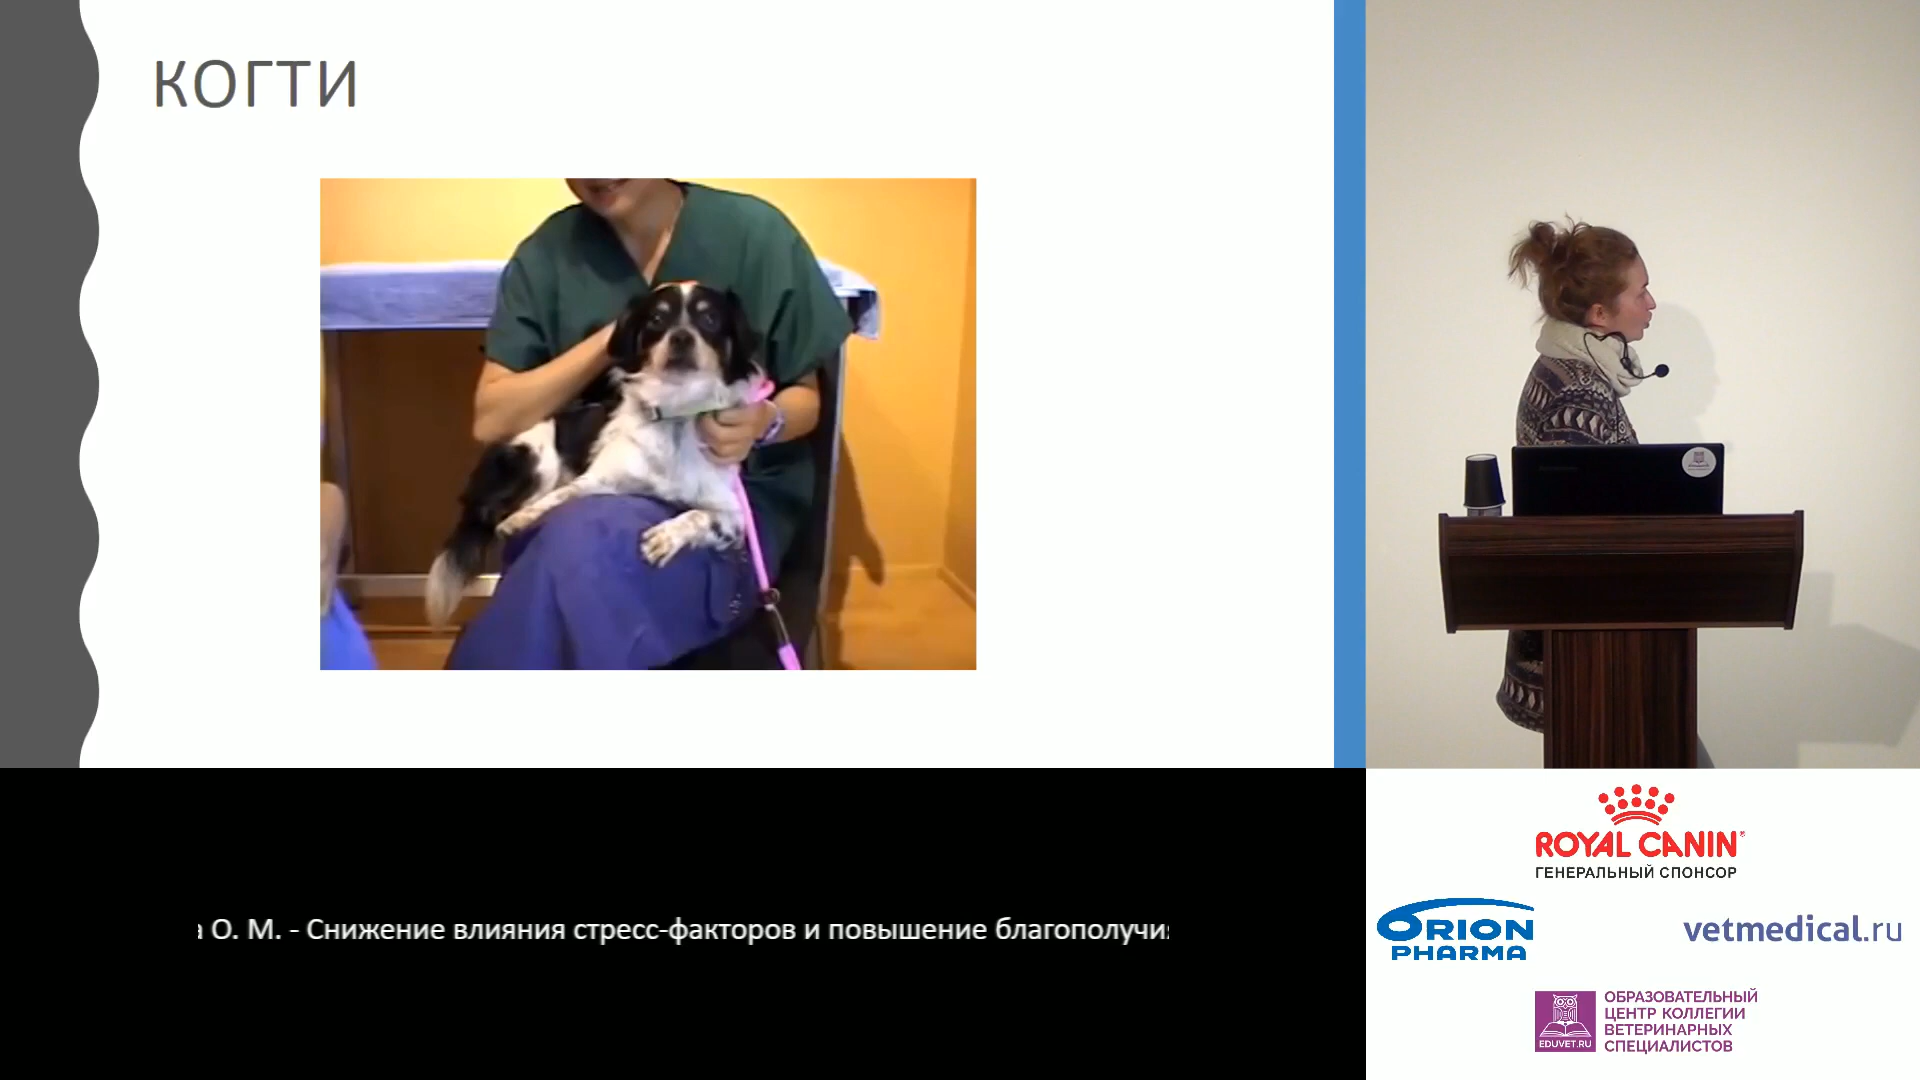 КОГТИ
О. М. - Снижение влияния стресс-факторов и повышение
ROYAL CANIN
ГЕНЕРАЛЬНЫЙ СПОНСОР
ORION
PHARMA
vetmedical.ru
EDUVET.RU
ОБРАЗОВАТЕЛЬНЫЙ
ЦЕНТР КОЛЛЕГИИ
ВЕТЕРИНАРНЫХ
СПЕЦИАЛИСТОВ